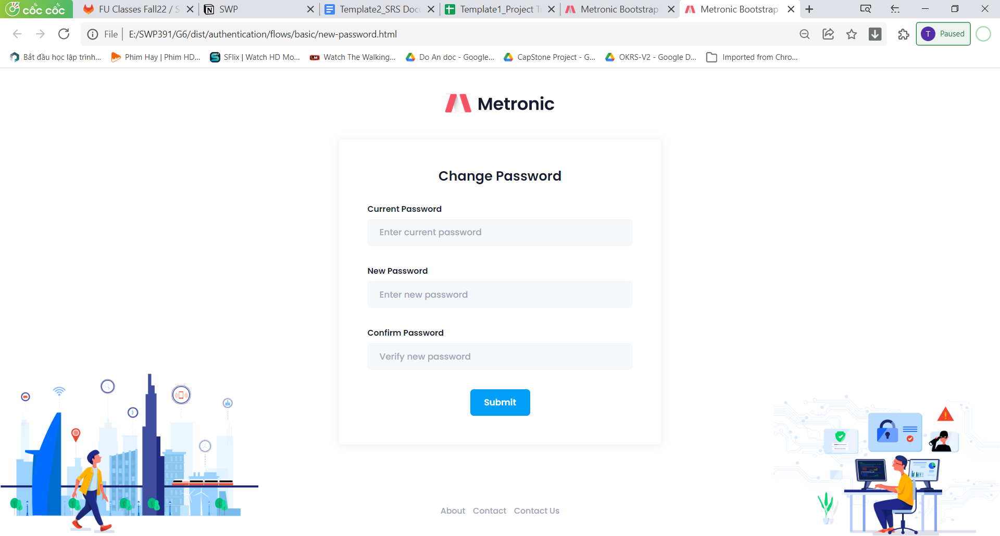 cốc cốc
FU Classes Fall22 / S
SWP
Template2_SRS Docu
Template1_Project Ti
Metronic Bootstrap
Metronic Bootstrap
File
E:/SWP391/G6/dist/authentication/flows/basic/new-password.html
T
Paused
Bắt đầu học lập trình...
Phim Hay | Phim HD...
SFlix | Watch HD Mo...
Watch The Walking...
Do An doc - Google...
CapStone Project - G...
OKRS-V2 - Google D...
Imported from Chro...
Metronic
Change Password
Current Password
Enter current password
New Password
Enter new password
Confirm Password
Verify new password
Submit
About Contact Contact Us